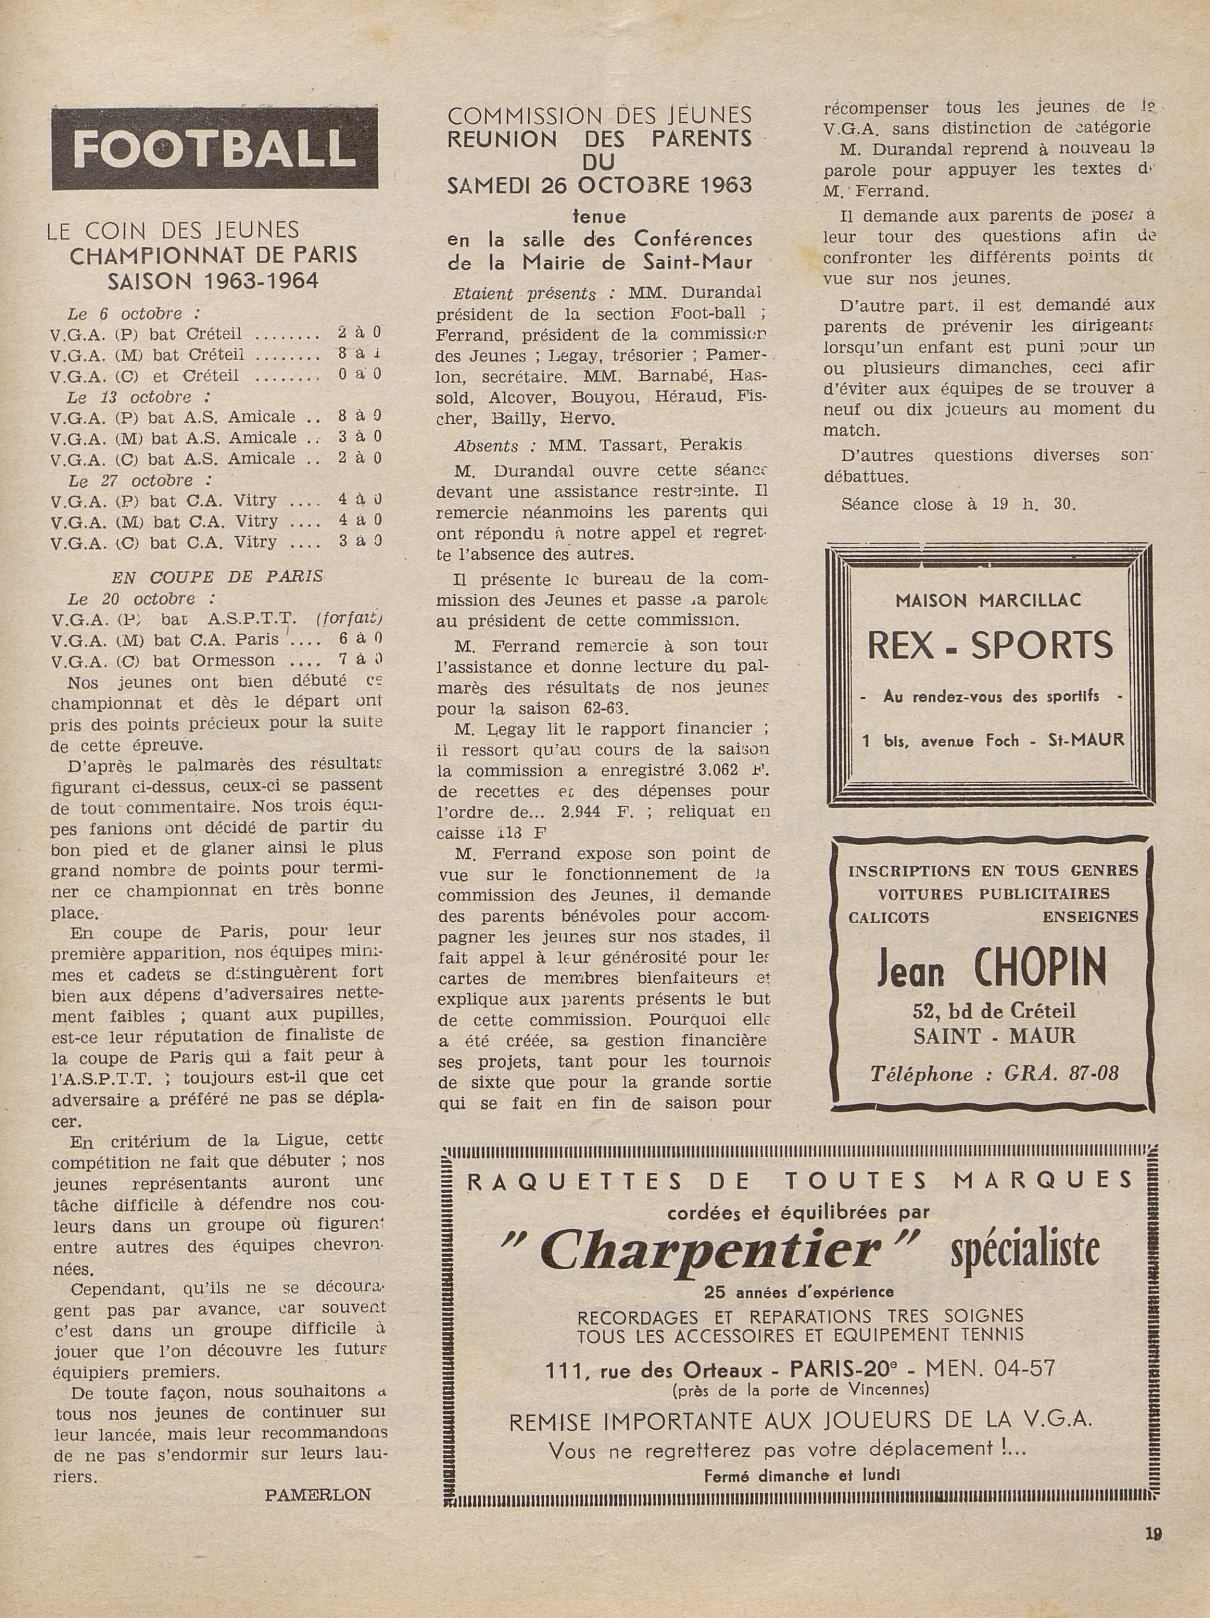 FOOTBALL
LE COIN DES JEUNES
CHAMPIONNAT DE PARIS
SAISON 1963-1964
Le 6 octobre :
V.G.A. (P) bat Créteil ........ 2 à 0
V.G.A. (M) bat Créteil ........ 8 à 1
V.G.A. (C) et Créteil ........ 0 à 0
Le 13 octobre :
V.G.A. (P) bat A.S. Amicale .. 8 à 0
V.G.A. (M) bat A.S. Amicale .. 3 à 0
V.G.A. (C) bat A.S. Amicale .. 2 à 0
Le 27 octobre :
V.G.A. (P) bat C.A. Vitry .... 4 à 0
V.G.A. (M) bat C.A. Vitry .... 4 à 0
V.G.A. (C) bat C.A. Vitry .... 3 à 0
EN COUPE DE PARIS
Le 20 octobre :
V.G.A. (P) bat A.S.P.T.T. (forfait)
V.G.A. (M) bat C.A. Paris .... 6 à 0
V.G.A. (C) bat Ormesson .... 7 à 0
Nos jeunes ont bien débuté ce
championnat et dès le départ ont
pris des points précieux pour la suite
de cette épreuve.
D'après le palmarès des résultats
figurant ci-dessus, ceux-ci se passent
de tout commentaire. Nos trois équi-
pes fanions ont décidé de partir du
bon pied et de glaner ainsi le plus
grand nombre de points pour termi-
ner ce championnat en très bonne
place.
En coupe de Paris, pour leur
première apparition, nos équipes mini-
mes et cadets se distinguèrent fort
bien aux dépens d'adversaires nette-
ment faibles ; quant aux pupilles,
est-ce leur réputation de finaliste de
la coupe de Paris qui a fait peur à
l'A.S.P.T.T. ; toujours est-il que cet
adversaire a préféré ne pas se dépla-
cer.
En critérium de la Ligue, cette
compétition ne fait que débuter ; nos
jeunes représentants auront une
tâche difficile à défendre nos cou-
leurs dans un groupe où figurent
entre autres des équipes chevron-
nées.
Cependant, qu'ils ne se découra-
gent pas par avance, car souvent
c'est dans un groupe difficile à
jouer que l'on découvre les futurs
équipiers premiers.
De toute façon, nous souhaitons a
tous nos jeunes de continuer sur
leur lancée, mais leur recommandons
de ne pas s'endormir sur leurs lau-
riers.
PAMERLON
COMMISSION DES JEUNES
REUNION DES PARENTS
DU
SAMEDI 26 OCTOBRE 1963
tenue
en la salle des Conférences
de la Mairie de Saint-Maur
Etaient présents : MM. Durandal
président de la section Foot-ball ;
Ferrand, président de la commission
des Jeunes ; Legay, trésorier ; Pamer-
lon, secrétaire. MM. Barnabé, Has-
sold, Alcover, Bouyou, Héraud, Fis-
cher, Bailly, Hervo.
Absents : MM. Tassart, Perakis
M. Durandal ouvre cette séance
devant une assistance restreinte. Il
remercie néanmoins les parents qui
ont répondu à notre appel et regret-
te l'absence des autres.
Il présente le bureau de la com-
mission des Jeunes et passe la parole
au président de cette commission.
M. Ferrand remercie à son tour
l'assistance et donne lecture du pal-
marès des résultats de nos jeunes
pour la saison 62-63.
M. Legay lit le rapport financier ;
il ressort qu'au cours de la saison
la commission a enregistré 3.062 F.
de recettes et des dépenses pour
l'ordre de... 2.944 F. ; reliquat en
caisse 118 F
M. Ferrand expose son point de
vue sur le fonctionnement de la
commission des Jeunes, il demande
des parents bénévoles pour accom-
pagner les jeunes sur nos stades, il
fait appel à leur générosité pour les
cartes de membres bienfaiteurs et
explique aux parents présents le but
de cette commission. Pourquoi elle
a été créée, sa gestion financière
ses projets, tant pour les tournois
de sixte que pour la grande sortie
qui se fait en fin de saison pour
récompenser tous les jeunes de la
V.G.A. sans distinction de catégorie
M. Durandal reprend à nouveau la
parole pour appuyer les textes de
M. Ferrand.
Il demande aux parents de poser à
leur tour des questions afin de
confronter les différents points de
vue sur nos jeunes.
D'autre part, il est demandé aux
parents de prévenir les dirigeants
lorsqu'un enfant est puni pour un
ou plusieurs dimanches, ceci afin
d'éviter aux équipes de se trouver à
neuf ou dix joueurs au moment du
match.
D'autres questions diverses sont
débattues.
Séance close à 19 h. 30.
MAISON MARCILLAC
REX - SPORTS
- Au rendez-vous des sportifs -
1 bis, avenue Foch - St-MAUR
INSCRIPTIONS EN TOUS GENRES
VOITURES PUBLICITAIRES
CALICOTS ENSEIGNES
Jean CHOPIN
52, bd de Créteil
SAINT - MAUR
Téléphone : GRA. 87-08
RAQUETTES DE TOUTES MARQUES
cordées et équilibrées par
" Charpentier " spécialiste
25 années d'expérience
RECORDAGES ET REPARATIONS TRES SOIGNES
TOUS LES ACCESSOIRES ET EQUIPEMENT TENNIS
111, rue des Orteaux - PARIS-20e - MEN. 04-57
(près de la porte de Vincennes)
REMISE IMPORTANTE AUX JOUEURS DE LA V.G.A.
Vous ne regretterez pas votre déplacement !...
Fermé dimanche et lundi
19